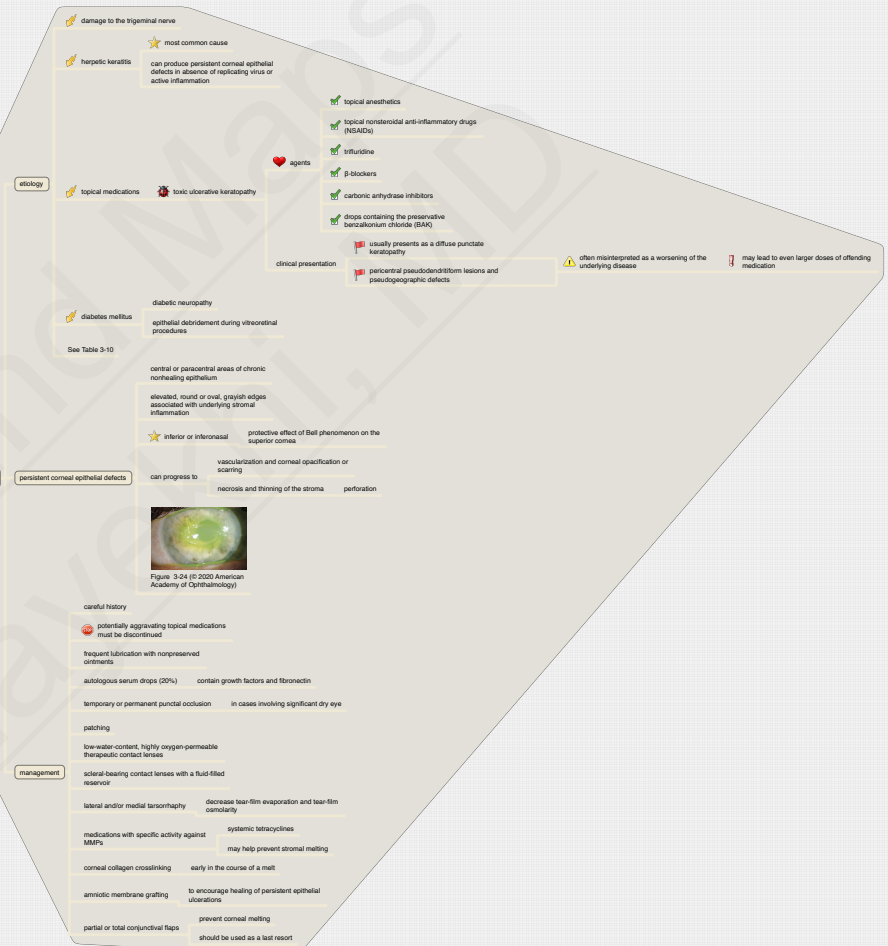 damage to the trigeminal nerve
most common cause
herpetic keratitis
can produce persistent corneal epithelial
defects in absence of replicating virus or
active inflammation
topical anesthetics
topical nonsteroidal anti-inflammatory drugs
(NSAIDs)
trifluridine
agents
β-blockers
etiology
topical medications
toxic ulcerative keratopathy
carbonic anhydrase inhibitors
drops containing the preservative
benzalkonium chloride (BAK)
usually presents as a diffuse punctate
keratopathy
clinical presentation
pericentral pseudodendritiform lesions and
pseudogeographic defects
often misinterpreted as a worsening of the
underlying disease
may lead to even larger doses of offending
medication
diabetic neuropathy
diabetes mellitus
epithelial debridement during vitreoretinal
procedures
See Table 3-10
central or paracentral areas of chronic
nonhealing epithelium
elevated, round or oval, grayish edges
associated with underlying stromal
inflammation
inferior or inferonasal
protective effect of Bell phenomenon on the
superior cornea
persistent corneal epithelial defects
can progress to
vascularization and corneal opacification or
scarring
necrosis and thinning of the stroma
perforation
Figure 3-24 (© 2020 American
Academy of Ophthalmology)
careful history
STOP
potentially aggravating topical medications
must be discontinued
frequent lubrication with nonpreserved
ointments
autologous serum drops (20%)
contain growth factors and fibronectin
temporary or permanent punctal occlusion
in cases involving significant dry eye
patching
low-water-content, highly oxygen-permeable
therapeutic contact lenses
management
scleral-bearing contact lenses with a fluid-filled
reservoir
lateral and/or medial tarsorrhaphy
decrease tear-film evaporation and tear-film
osmolarity
medications with specific activity against
MMPs
systemic tetracyclines
may help prevent stromal melting
corneal collagen crosslinking
early in the course of a melt
amniotic membrane grafting
to encourage healing of persistent epithelial
ulcerations
partial or total conjunctival flaps
prevent corneal melting
should be used as a last resort
nd Maps
MD